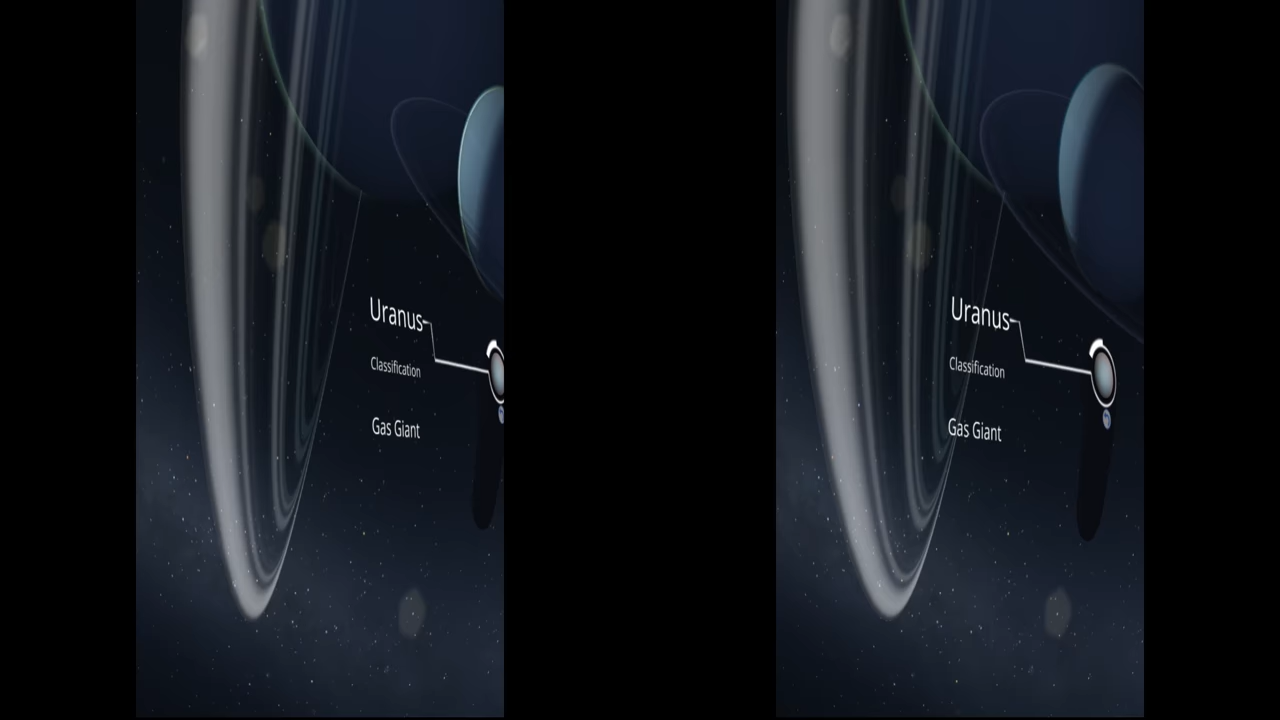 Uranus
Classification
Gas Giant
Uranus
Classification
Gas Giant